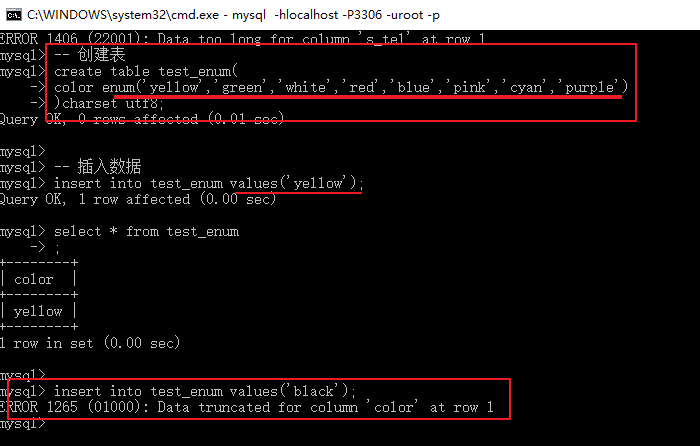 C:\WINDOWS\system32\cmd.exe - mysql  -hlocalhost -P3306 -uroot -p
ERROR 1406 (22001): Data too long for column 's_tel' at row 1
mysql> -- 创建表
mysql> create table test_enum(
    -> color enum('yellow','green','white','red','blue','pink','cyan','purple')
    -> )charset utf8;
Query OK, 0 rows affected (0.01 sec)
mysql>
mysql> -- 插入数据
mysql> insert into test_enum values('yellow');
Query OK, 1 row affected (0.00 sec)
mysql> select * from test_enum
    -> ;
+--------+
| color  |
+--------+
| yellow |
+--------+
1 row in set (0.00 sec)
mysql>
mysql> insert into test_enum values('black');
ERROR 1265 (01000): Data truncated for column 'color' at row 1
mysql>